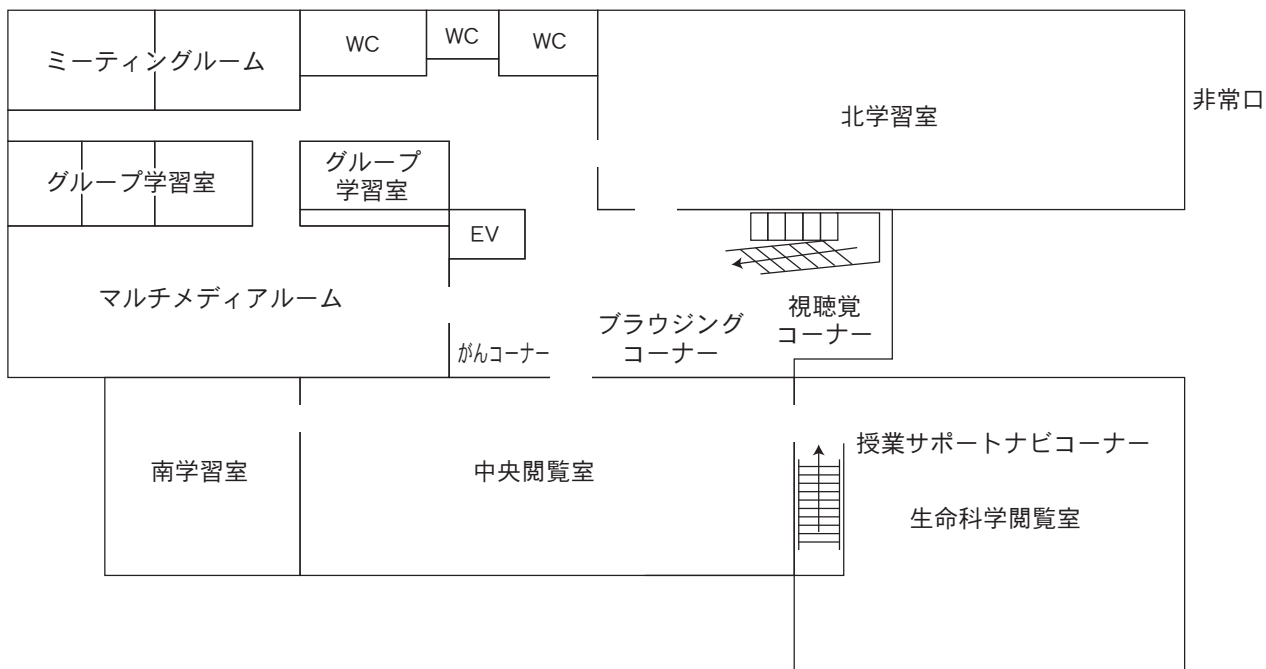 WC
WC
WC
ミーティングルーム
非常口
北学習室
グループ
学習室
グループ学習室
EV
マルチメディアルーム
視聴覚
コーナー
ブラウジング
コーナー
がんコーナー
授業サポートナビコーナー
南学習室
中央閲覧室
生命科学閲覧室